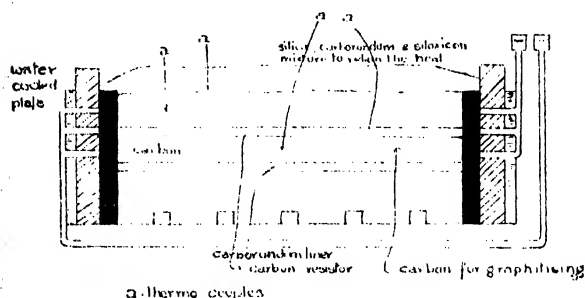 a a
a a
silica, carborundum & siloxicon
mixture to retain the heat
water
cooled
plate
carbon
carborundum liner
carbon resistor
carbon for graphitising
a. thermo couples